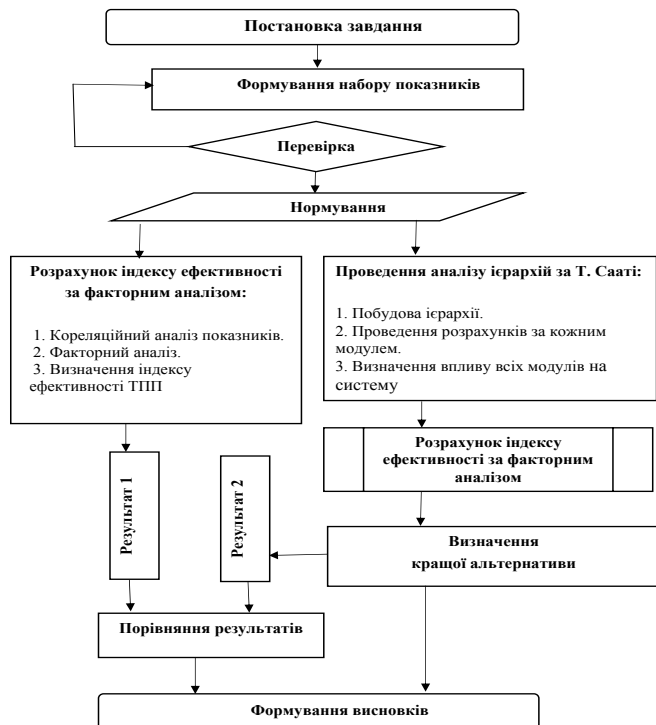 Постановка завдання
Формування набору показників
Перевірка
Нормування
Розрахунок індексу ефективності
за факторним аналізом:
1. Кореляційний аналіз показників.
2. Факторний аналіз.
3. Визначення індексу
ефективності ТПП
Проведення аналізу ієрархій за Т. Сааті:
1. Побудова ієрархії.
2. Проведення розрахунків за кожним
модулем.
3. Визначення впливу всіх модулів на
систему
Розрахунок індексу
ефективності за факторним
аналізом
Результат 1
Результат 2
Визначення
кращої альтернативи
Порівняння результатів
Формування висновків